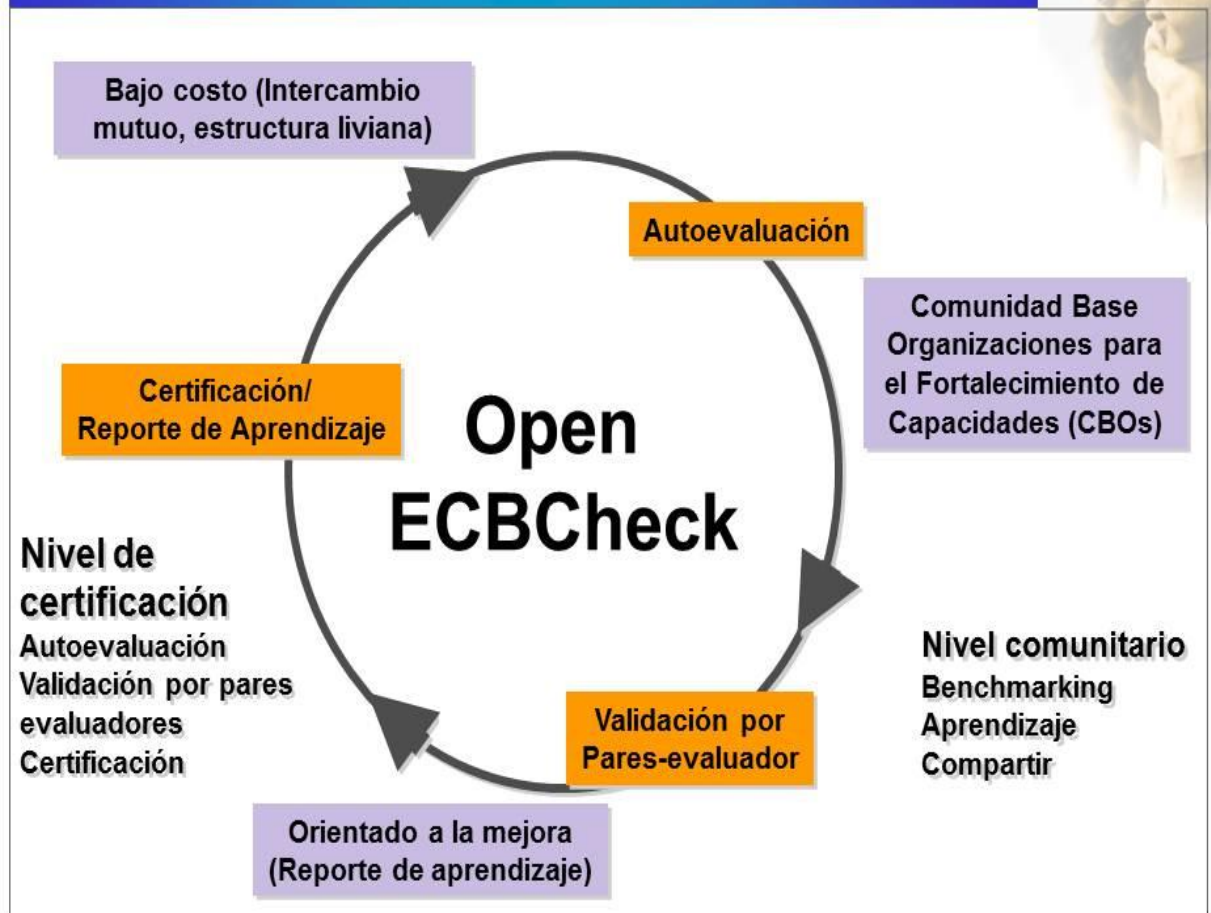 Bajo costo (Intercambio
mutuo, estructura liviana)
Autoevaluación
Comunidad Base
Organizaciones para
el Fortalecimiento de
Capacidades (CBOs)
Certificación/
Reporte de Aprendizaje
Open
ECBCheck
Nivel de
certificación
Autoevaluación
Validación por pares
evaluadores
Certificación
Nivel comunitario
Benchmarking
Aprendizaje
Compartir
Validación por
Pares-evaluador
Orientado a la mejora
(Reporte de aprendizaje)